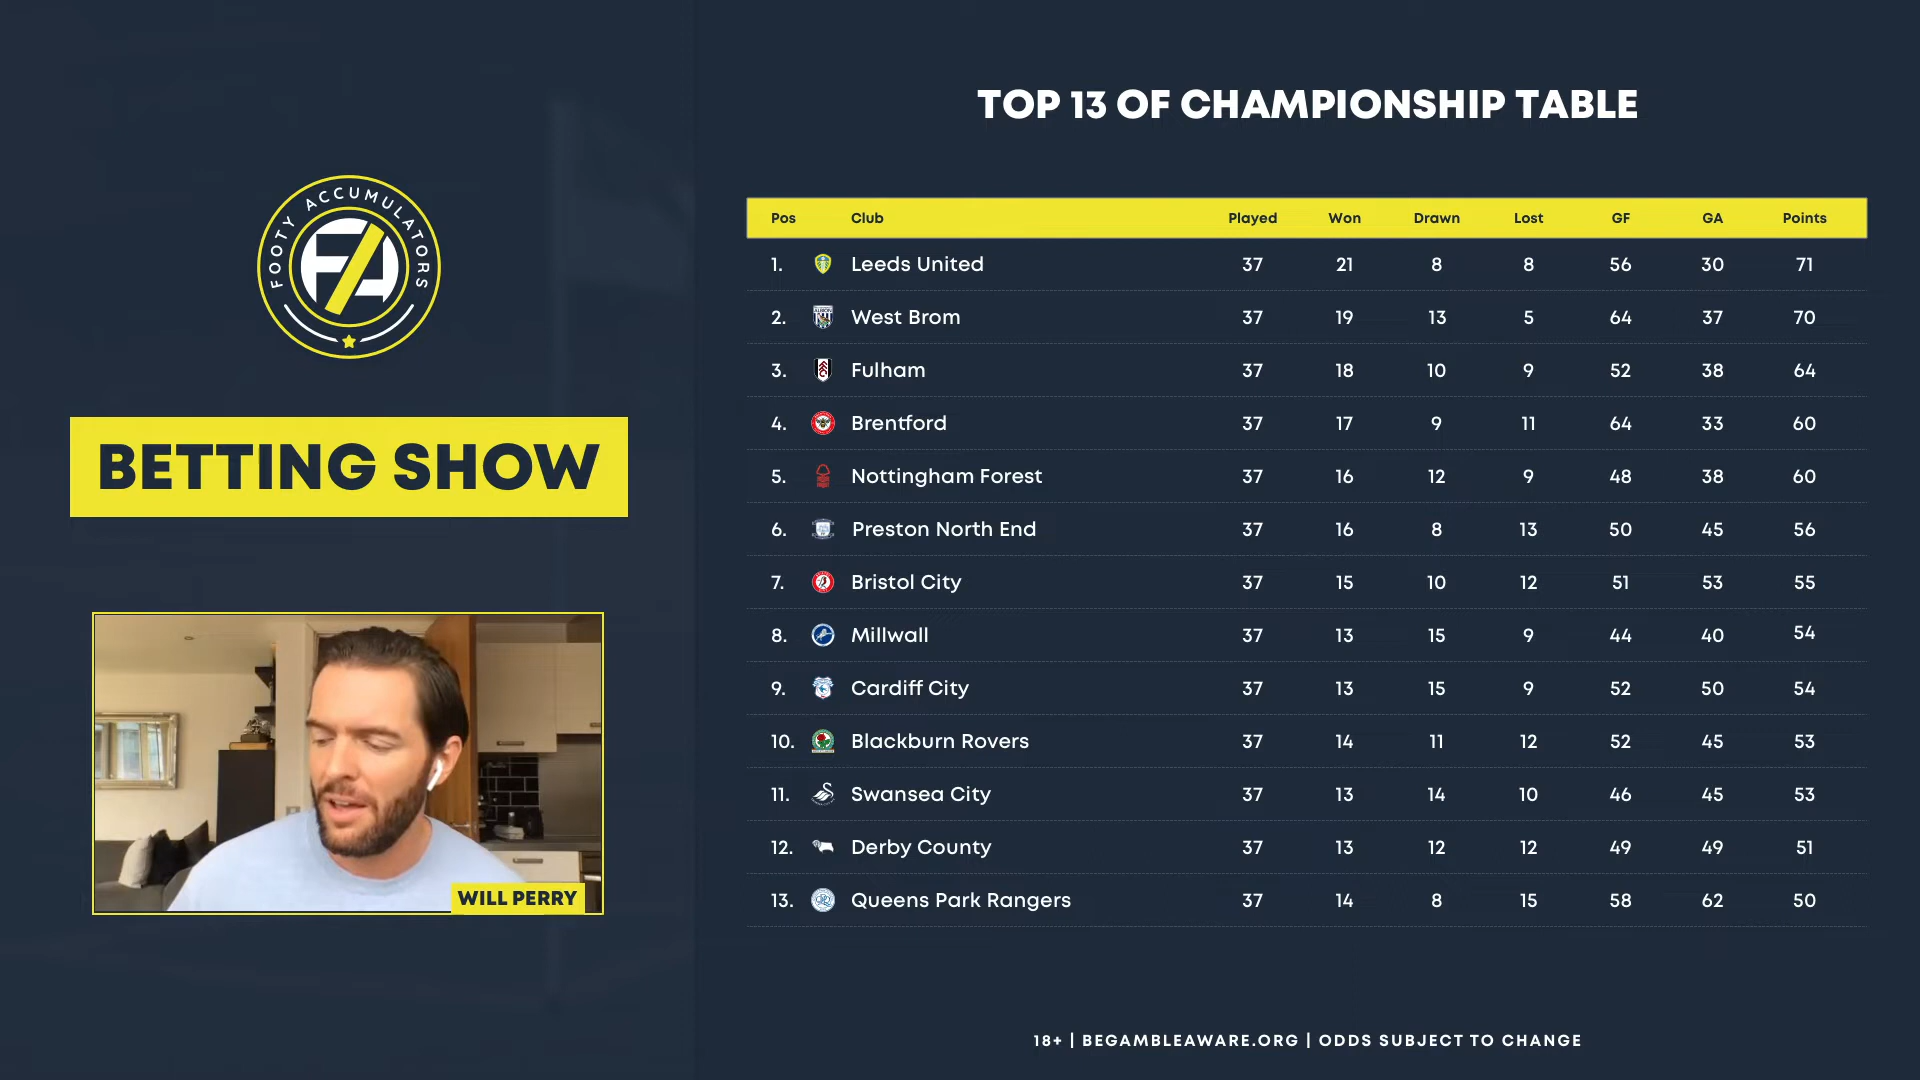 FOOTY ACCUMULATORS
FA
BETTING SHOW
WILL PERRY
TOP 13 OF CHAMPIONSHIP TABLE
Pos Club Played Won Drawn Lost GF GA Points
1. Leeds United 37 21 8 8 56 30 71
2. West Brom 37 19 13 5 64 37 70
3. Fulham 37 18 10 9 52 38 64
4. Brentford 37 17 9 11 64 33 60
5. Nottingham Forest 37 16 12 9 48 38 60
6. Preston North End 37 16 8 13 50 45 56
7. Bristol City 37 15 10 12 51 53 55
8. Millwall 37 13 15 9 44 40 54
9. Cardiff City 37 13 15 9 52 50 54
10. Blackburn Rovers 37 14 11 12 52 45 53
11. Swansea City 37 13 14 10 46 45 53
12. Derby County 37 13 12 12 49 49 51
13. Queens Park Rangers 37 14 8 15 58 62 50
18+ | BEGAMBLEAWARE.ORG | ODDS SUBJECT TO CHANGE